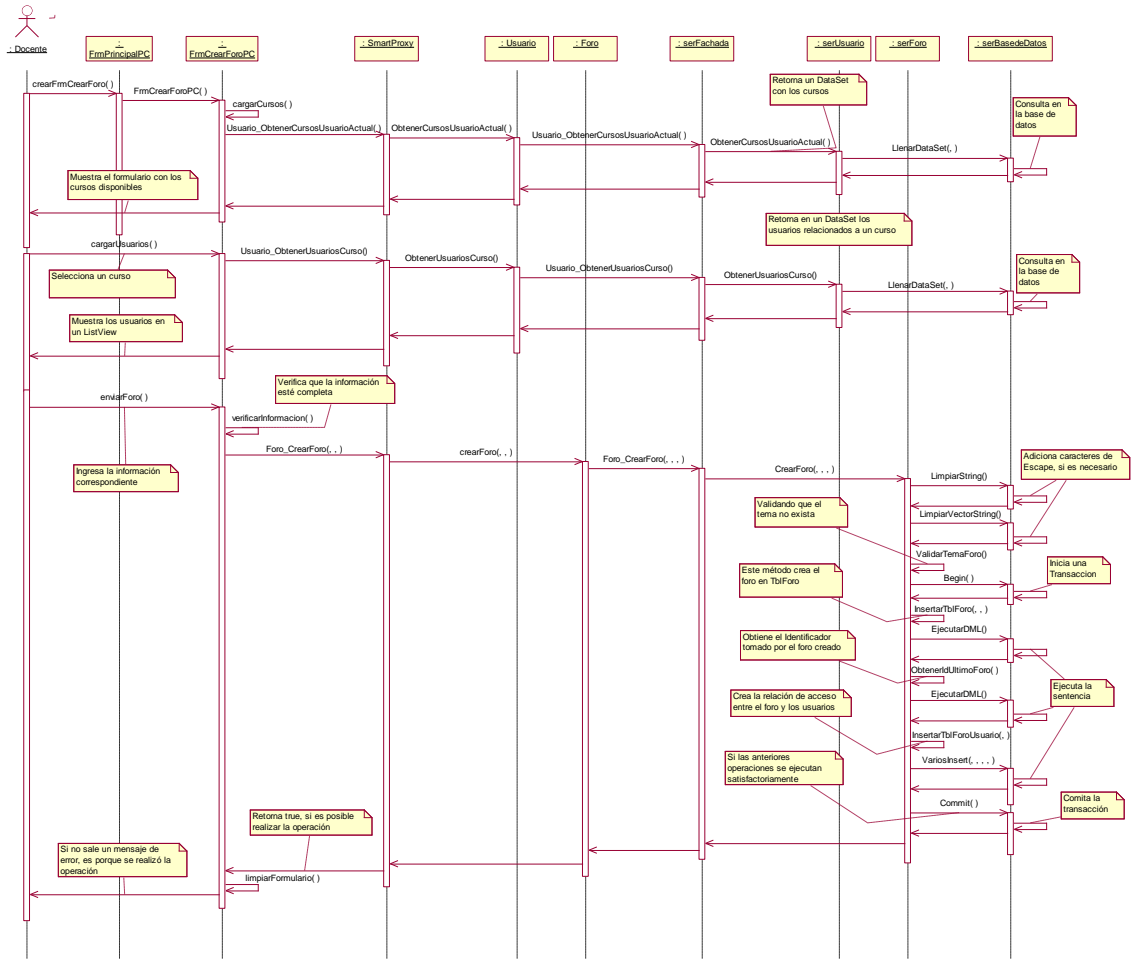 : Docente
:
FrmPrincipalPC
:
FrmCrearForoPC
: SmartProxy
: Usuario
: Foro
: serFachada
: serUsuario
: serForo
: serBasedeDatos
crearFrmCrearForo( )
FrmCrearForoPC( )
cargarCursos( )
Retorna un DataSet
con los cursos
Consulta en
la base de
datos
Usuario_ObtenerCursosUsuarioActual( )
ObtenerCursosUsuarioActual( )
Usuario_ObtenerCursosUsuarioActual( )
ObtenerCursosUsuarioActual( )
LlenarDataSet(, )
Muestra el formulario con los
cursos disponibles
Retorna en un DataSet los
usuarios relacionados a un curso
cargarUsuarios( )
Usuario_ObtenerUsuariosCurso()
ObtenerUsuariosCurso()
Usuario_ObtenerUsuariosCurso()
ObtenerUsuariosCurso()
LlenarDataSet(, )
Consulta en
la base de
datos
Selecciona un curso
Muestra los usuarios en
un ListView
Verifica que la información
esté completa
enviarForo( )
verificarInformacion( )
Foro_CrearForo(, , )
crearForo(, , )
Foro_CrearForo(, , , )
CrearForo(, , , )
Adiciona caracteres de
Escape, si es necesario
Ingresa la información
correspondiente
LimpiarString()
Validando que el
tema no exista
LimpiarVectorString()
ValidarTemaForo()
Inicia una
Transaccion
Este método crea el
foro en TblForo
Begin( )
InsertarTblForo(, , )
Obtiene el Identificador
tomado por el foro creado
EjecutarDML()
ObtenerIdUltimoForo( )
Ejecuta la
sentencia
Crea la relación de acceso
entre el foro y los usuarios
EjecutarDML()
InsertarTblForoUsuario(, )
Si las anteriores
operaciones se ejecutan
satisfactoriamente
VariosInsert(, , , , )
Comita la
transacción
Commit( )
Retorna true, si es posible
realizar la operación
Si no sale un mensaje de
error, es porque se realizó la
operación
limpiarFormulario( )